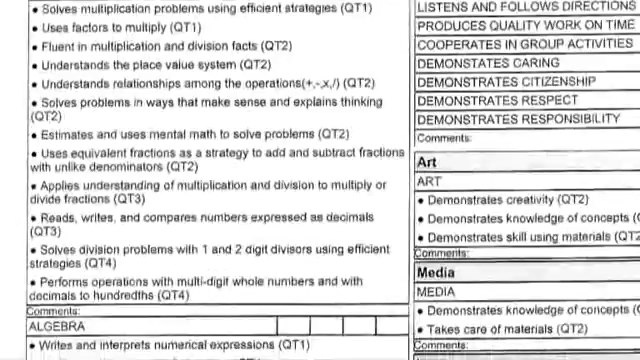 • Solves multiplication problems using efficient strategies (QT1)
• Uses factors to multiply (QT1)
• Fluent in multiplication and division facts (QT2)
• Understands the place value system (QT2)
• Understands relationships among the operations(+,-,x,/) (QT2)
• Solves problems in ways that make sense and explains thinking
(QT2)
• Estimates and uses mental math to solve problems (QT2)
• Uses equivalent fractions as a strategy to add and subtract fractions
with unlike denominators (QT2)
• Applies understanding of multiplication and division to multiply or
divide fractions (QT3)
• Reads, writes, and compares numbers expressed as decimals
(QT3)
• Solves division problems with 1 and 2 digit divisors using efficient
strategies (QT4)
• Performs operations with multi-digit whole numbers and with
decimals to hundredths (QT4)
Comments:
ALGEBRA
• Writes and interprets numerical expressions (QT1)
LISTENS AND FOLLOWS DIRECTIONS
PRODUCES QUALITY WORK ON TIME
COOPERATES IN GROUP ACTIVITIES
DEMONSTATES CARING
DEMONSTRATES CITIZENSHIP
DEMONSTRATES RESPECT
DEMONSTRATES RESPONSIBILITY
Comments:
Art
ART
• Demonstrates creativity (QT2)
• Demonstrates knowledge of concepts (
• Demonstrates skill using materials (QT2
Comments:
Media
MEDIA
• Demonstrates knowledge of concepts (
• Takes care of materials (QT2)
Comments: